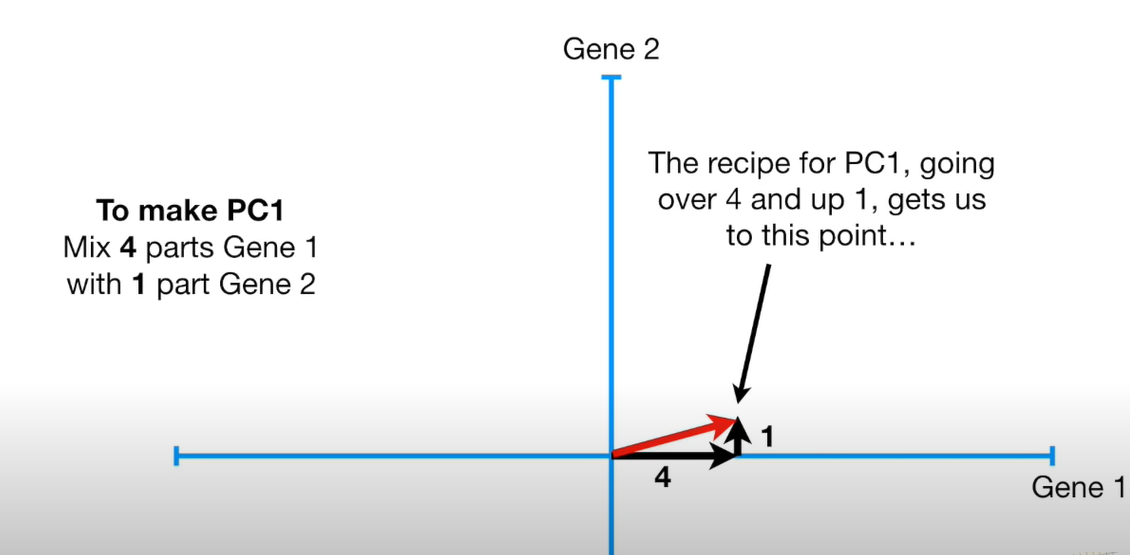 Gene 2
The recipe for PC1, going
over 4 and up 1, gets us
to this point...
To make PC1
Mix 4 parts Gene 1
with 1 part Gene 2
1
4
Gene 1